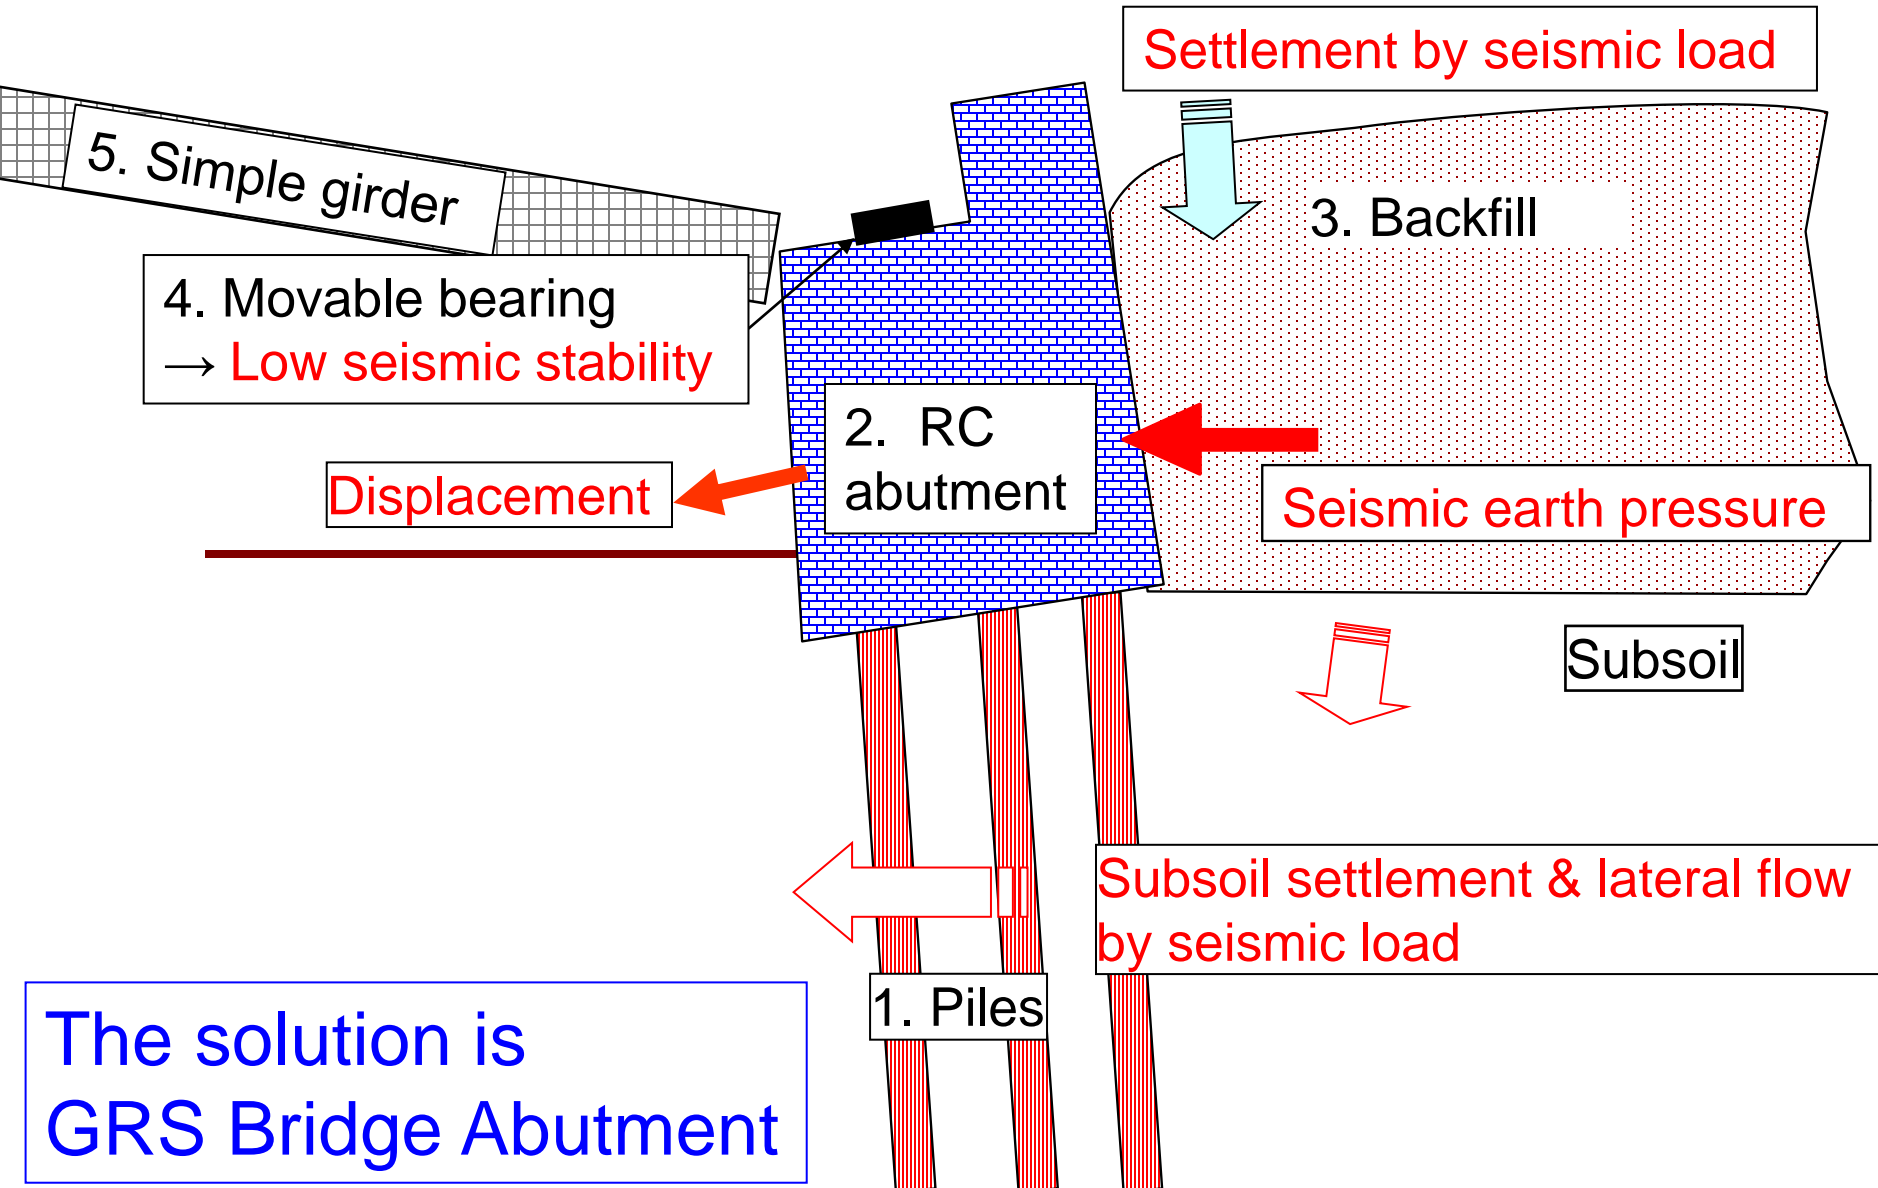 Settlement by seismic load
5. Simple girder
3. Backfill
4. Movable bearing
→ Low seismic stability
2. RC
abutment
Displacement
Seismic earth pressure
Subsoil
Subsoil settlement & lateral flow
by seismic load
1. Piles
The solution is
GRS Bridge Abutment